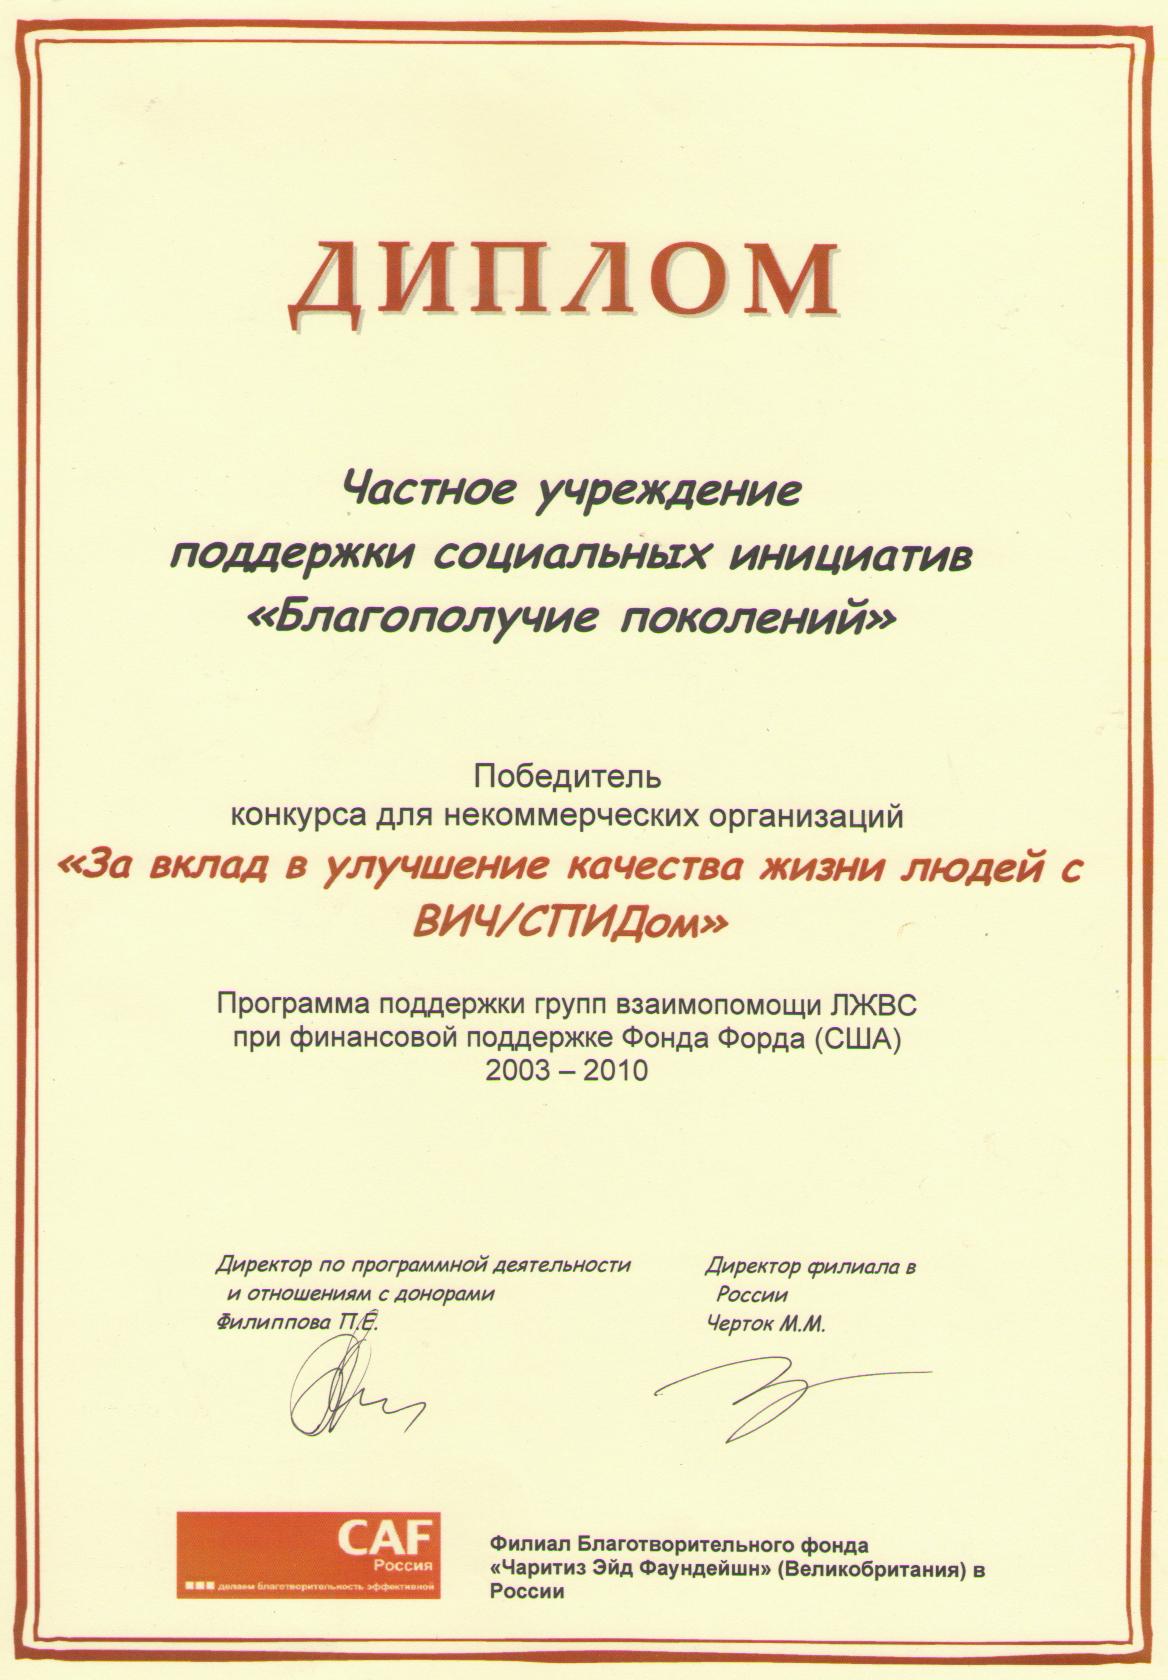 ДИПЛОМ
Частное учреждение
поддержки социальных инициатив
«Благополучие поколений»
Победитель
конкурса для некоммерческих организаций
«За вклад в улучшение качества жизни людей с
ВИЧ/СПИДом»
Программа поддержки групп взаимопомощи ЛЖВС
при финансовой поддержке Фонда Форда (США)
2003 – 2010
Директор по программной деятельности
и отношениям с донорами
Филиппова П.Е.
Директор филиала в
России
Черток М.М.
CAF
Россия
делаем благотворительность эффективной
Филиал Благотворительного фонда
«Чаритиз Эйд Фаундейшн» (Великобритания) в
России